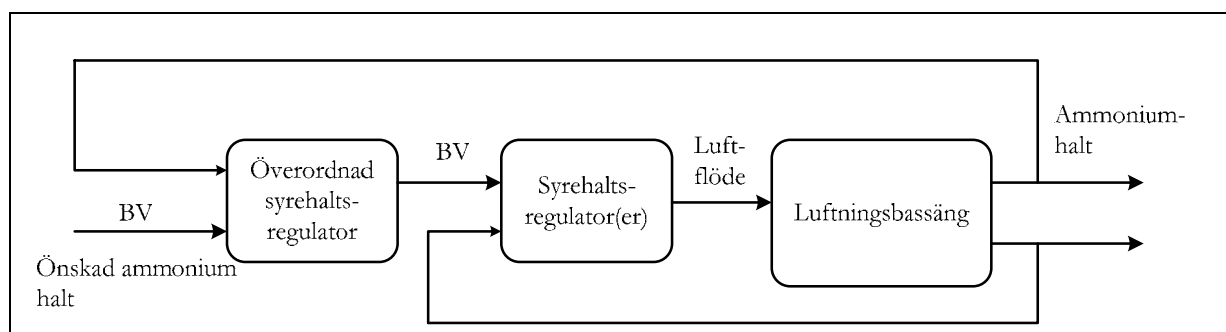 Ammonium-
halt
Överordnad
syrehalts-
regulator
BV
Syrehalts-
regulator(er)
Luft-
flöde
Luftningsbassäng
BV
Önskad ammonium
halt